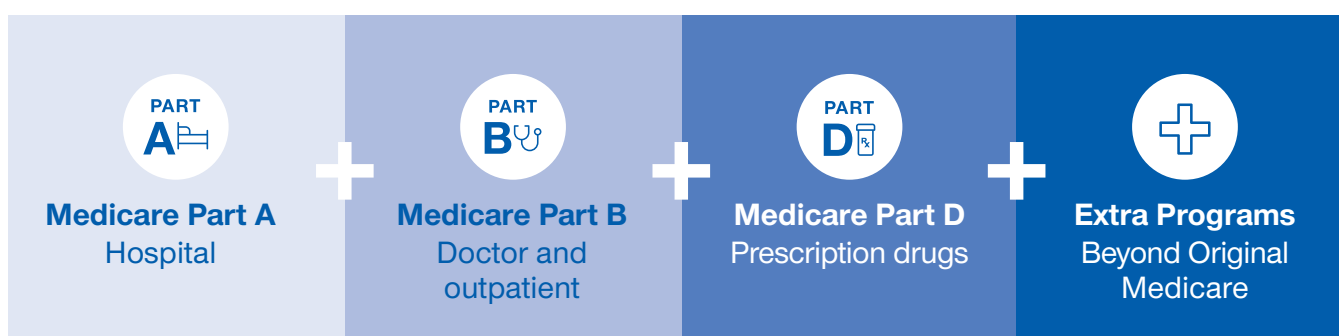 PART
A
Medicare Part A
Hospital
PART
B
Medicare Part B
Doctor and
outpatient
PART
D
Rx
Medicare Part D
Prescription drugs
Extra Programs
Beyond Original
Medicare